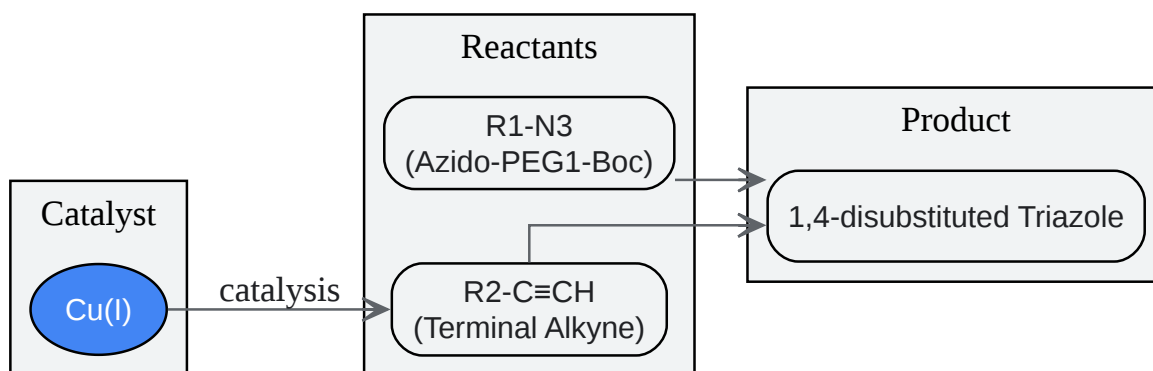 Catalyst
Cu(I)
catalysis
Reactants
R1-N3
(Azido-PEG1-Boc)
R2-C≡CH
(Terminal Alkyne)
Product
1,4-disubstituted Triazole